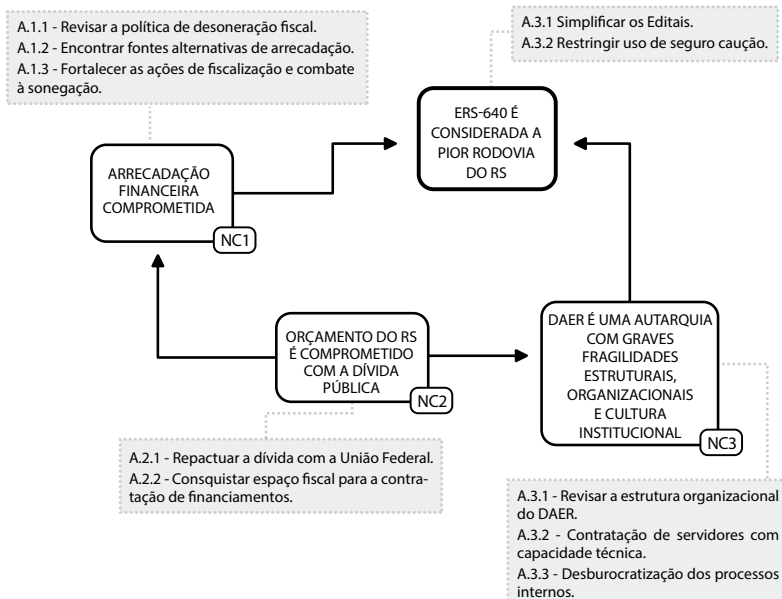 A.1.1 - Revisar a política de desoneração fiscal.
A.1.2 - Encontrar fontes alternativas de arrecadação.
A.1.3 - Fortalecer as ações de fiscalização e combate
à sonegação.
A.3.1 Simplificar os Editais.
A.3.2 Restringir uso de seguro caução.
ERS-640 É
CONSIDERADA A
PIOR RODOVIA
DO RS
ARRECADAÇÃO
FINANCEIRA
COMPROMETIDA
NC1
ORÇAMENTO DO RS
É COMPROMETIDO
COM A DÍVIDA
PÚBLICA
NC2
DAER É UMA AUTARQUIA
COM GRAVES
FRAGILIDADES
ESTRUTURAIS,
ORGANIZACIONAIS
E CULTURA
INSTITUCIONAL
NC3
A.2.1 - Repactuar a dívida com a União Federal.
A.2.2 - Consquistar espaço fiscal para a contra-
tação de financiamentos.
A.3.1 - Revisar a estrutura organizacional
do DAER.
A.3.2 - Contratação de servidores com
capacidade técnica.
A.3.3 - Desburocratização dos processos
internos.